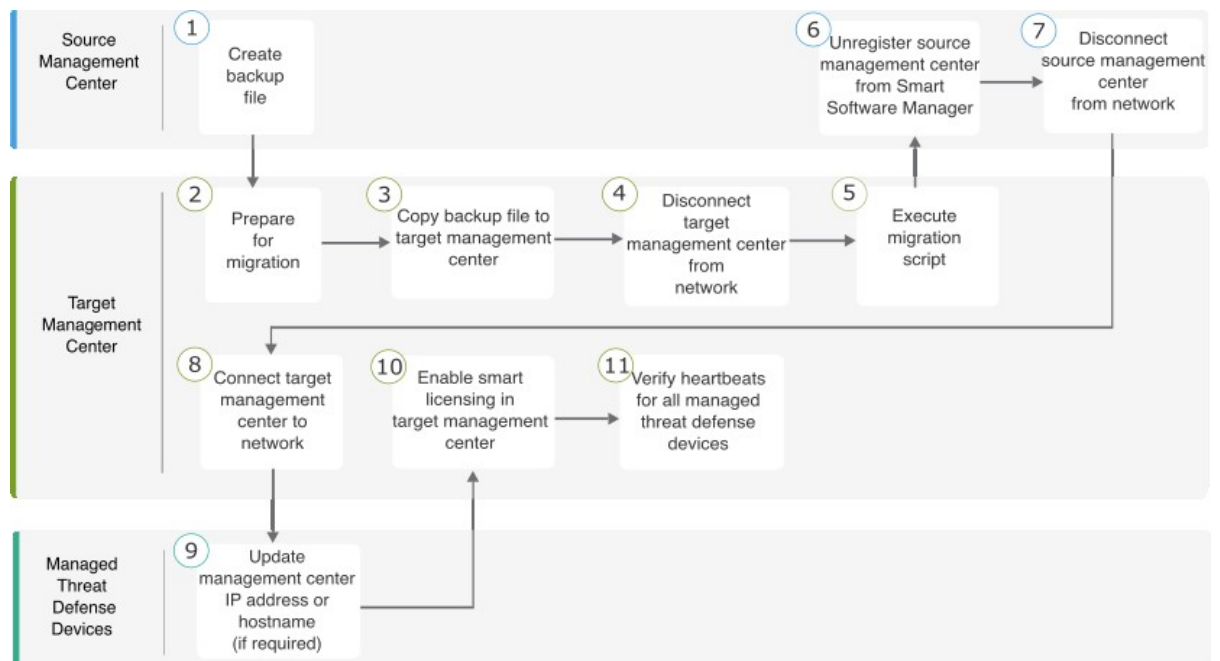 Source
Management
Center
1
Create
backup
file
6
Unregister source
management center
from Smart
Software Manager
7
Disconnect
source management
center
from network
Target
Management
Center
2
Prepare
for
migration
3
Copy backup file to
target management
center
4
Disconnect
target
management center
from
network
5
Execute
migration
script
8
Connect target
management
center to
network
10
Enable smart
licensing in
target management
center
11
Verify heartbeats
for all managed
threat defense
devices
Managed
Threat
Defense
Devices
9
Update
management center
IP address or
hostname
(if required)